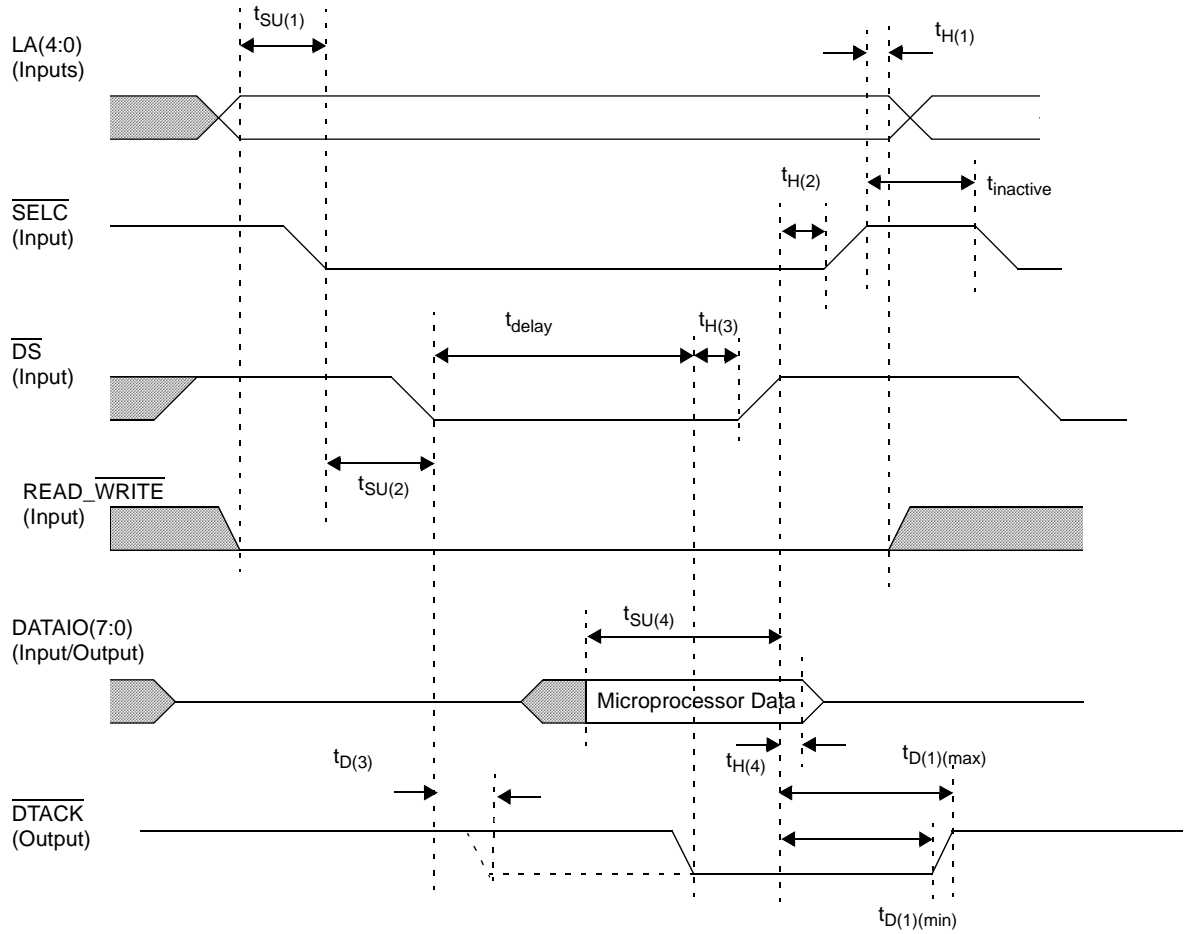 tSU(1)
tH(1)
LA(4:0)
(Inputs)
tH(2)
tinactive
SELC
(Input)
tdelay
tH(3)
DS
(Input)
tSU(2)
READ_WRITE
(Input)
tSU(4)
DATAIO(7:0)
(Input/Output)
Microprocessor Data
tD(3)
tH(4)
tD(1)(max)
DTACK
(Output)
tD(1)(min)